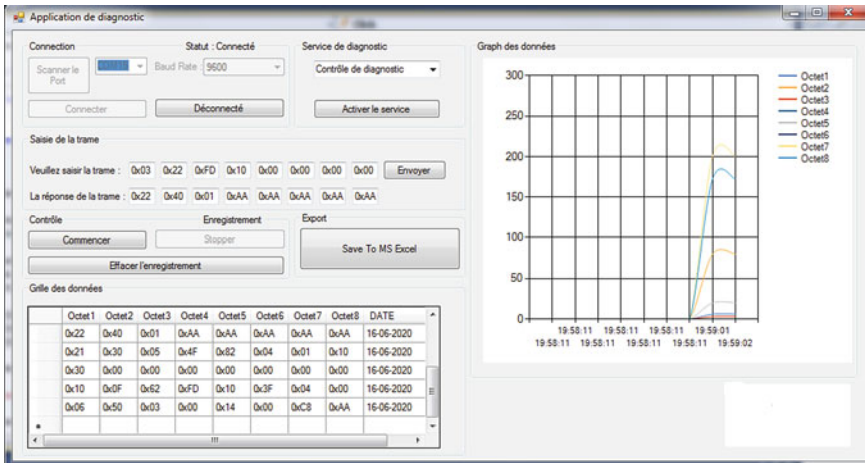 Application de diagnostic
Connection
Statut : Connecté
Scanner le Port
Baud Rate : 9600
Connecter
Déconnecté
Service de diagnostic
Contrôle de diagnostic
Activer le service
Saisie de la trame
Veuillez saisir la trame : 0x03 0x22 0xFD 0x10 0x00 0x00 0x00 0x00 Envoyer
La réponse de la trame : 0x22 0x40 0x01 0xAA 0xAA 0xAA 0xAA 0xAA
Contrôle
Enregistrement
Commencer
Stopper
Effacer l'enregistrement
Export
Save To MS Excel
Grille des données
Octet1 Octet2 Octet3 Octet4 Octet5 Octet6 Octet7 Octet8 DATE
0x22 0x40 0x01 0xAA 0xAA 0xAA 0xAA 0xAA 16-06-2020
0x21 0x30 0x05 0x4F 0x82 0x04 0x01 0x10 16-06-2020
0x30 0x00 0x00 0x00 0x00 0x00 0x00 0x00 16-06-2020
0x10 0x0F 0x62 0xFD 0x10 0x3F 0x04 0x00 16-06-2020
0x06 0x50 0x03 0x00 0x14 0x00 0xC8 0xAA 16-06-2020
Graph des données
300
250
200
150
100
50
0
19:58:11 19:58:11 19:58:11 19:59:01
19:58:11 19:58:11 19:58:11 19:58:11 19:59:02
Octet1
Octet2
Octet3
Octet4
Octet5
Octet6
Octet7
Octet8